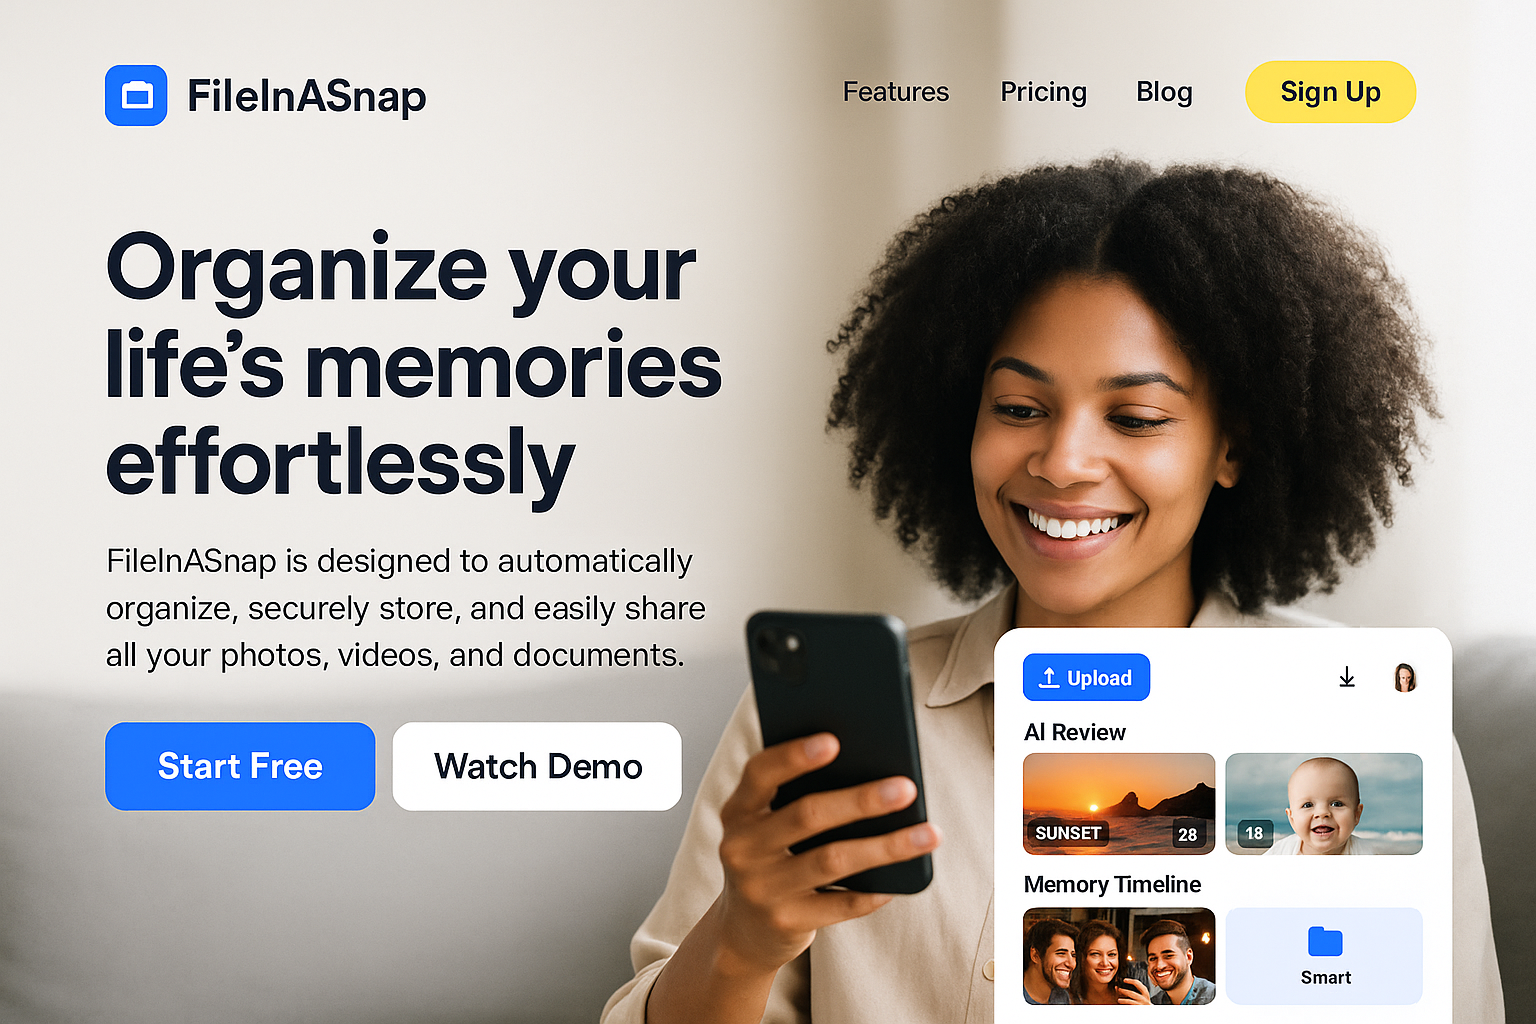 FileInASnap
Features
Pricing
Blog
Sign Up
Organize your
life’s memories
effortlessly
FileInASnap is designed to automatically
organize, securely store, and easily share
all your photos, videos, and documents.
Start Free
Watch Demo
Upload
AI Review
SUNSET
28
18
Memory Timeline
Smart